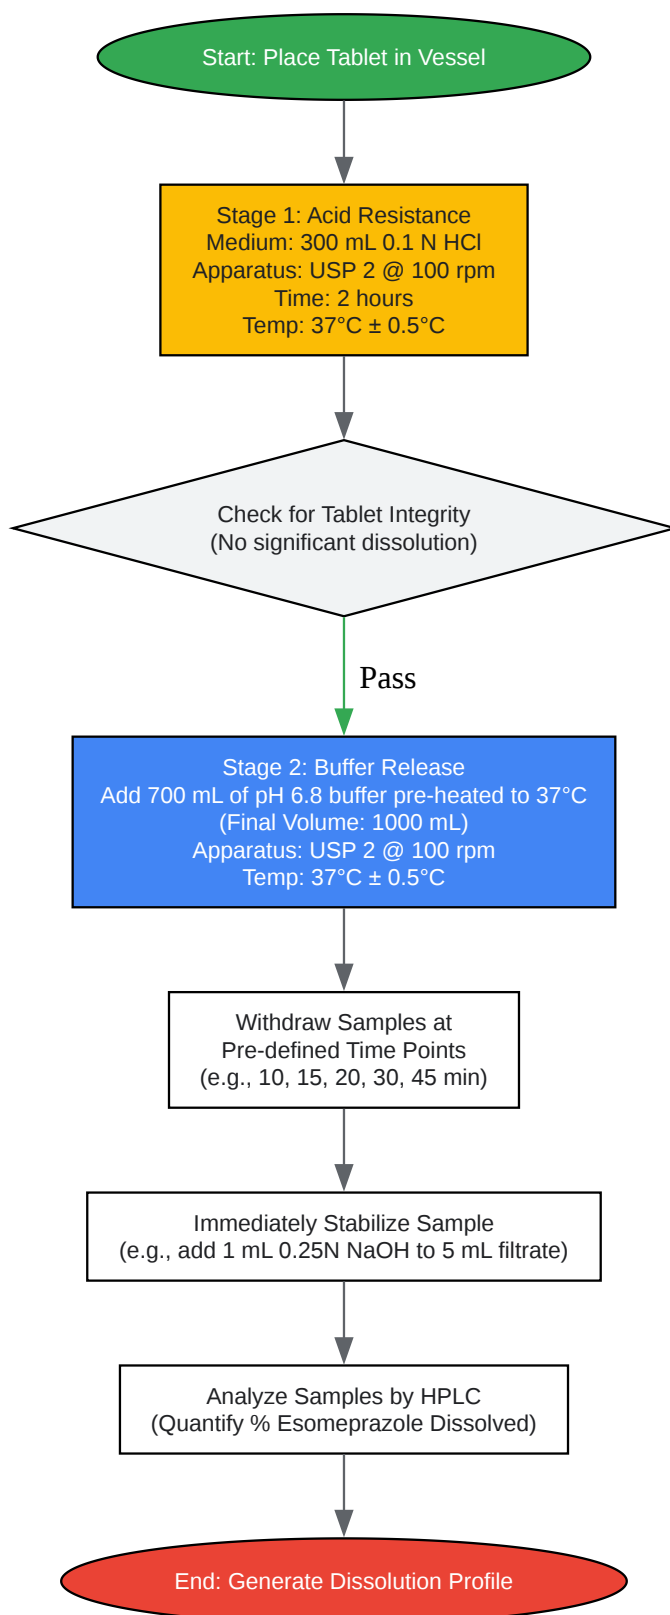 Start: Place Tablet in Vessel
Stage 1: Acid Resistance
Medium: 300 mL 0.1 N HCl
Apparatus: USP 2 @ 100 rpm
Time: 2 hours
Temp: 37°C ± 0.5°C
Check for Tablet Integrity
(No significant dissolution)
Pass
Stage 2: Buffer Release
Add 700 mL of pH 6.8 buffer pre-heated to 37°C
(Final Volume: 1000 mL)
Apparatus: USP 2 @ 100 rpm
Temp: 37°C ± 0.5°C
Withdraw Samples at
Pre-defined Time Points
(e.g., 10, 15, 20, 30, 45 min)
Immediately Stabilize Sample
(e.g., add 1 mL 0.25N NaOH to 5 mL filtrate)
Analyze Samples by HPLC
(Quantify % Esomeprazole Dissolved)
End: Generate Dissolution Profile